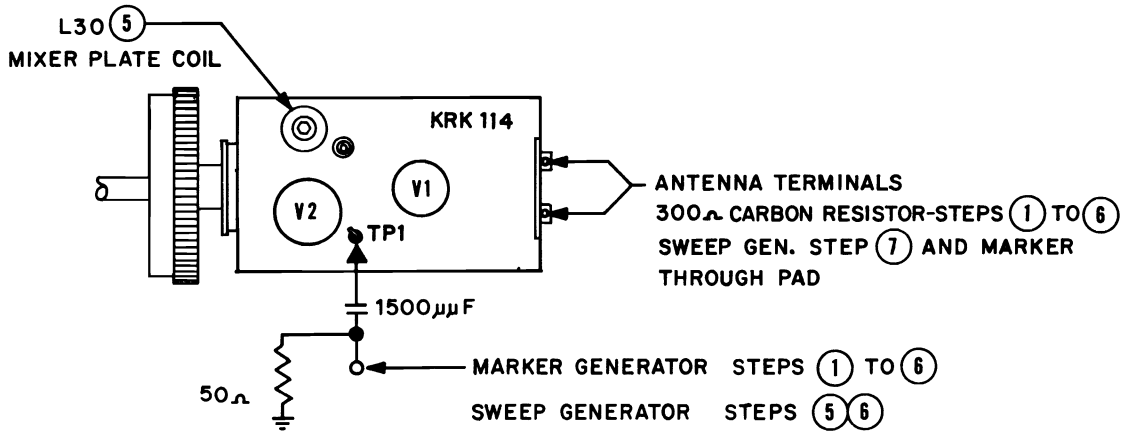 L30 5
MIXER PLATE COIL
KRK 114
V1
V2
TP1
ANTENNA TERMINALS
300Ω CARBON RESISTOR-STEPS 1 TO 6
SWEEP GEN. STEP 7 AND MARKER
THROUGH PAD
1500μμF
50Ω
MARKER GENERATOR STEPS 1 TO 6
SWEEP GENERATOR STEPS 5 6